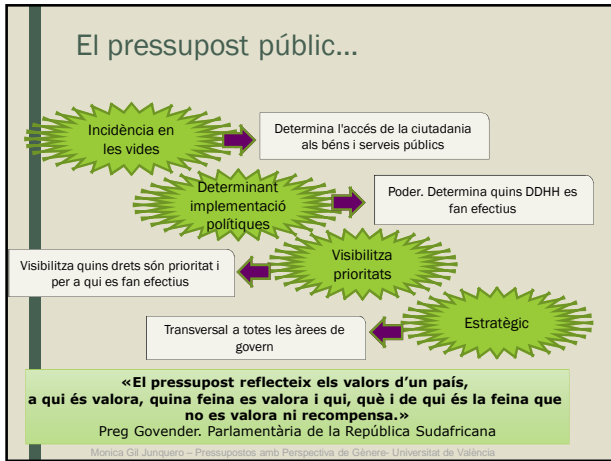 El pressupost públic...
Incidència en
les vides
Determina l'accés de la ciutadania
als béns i serveis públics
Determinant
implementació
polítiques
Poder. Determina quins DDHH es
fan efectius
Visibilitza
prioritats
Visibilitza quins drets són prioritat i
per a qui es fan efectius
Estratègic
Transversal a totes les àrees de
govern
«El pressupost reflecteix els valors d'un país,
a qui és valora, quina feina es valora i qui, què i de qui és la feina que
no es valora ni recompensa.»
Preg Govender. Parlamentària de la República Sudafricana
Monica Gil Junquero – Pressupostos amb Perspectiva de Gènere- Universitat de València